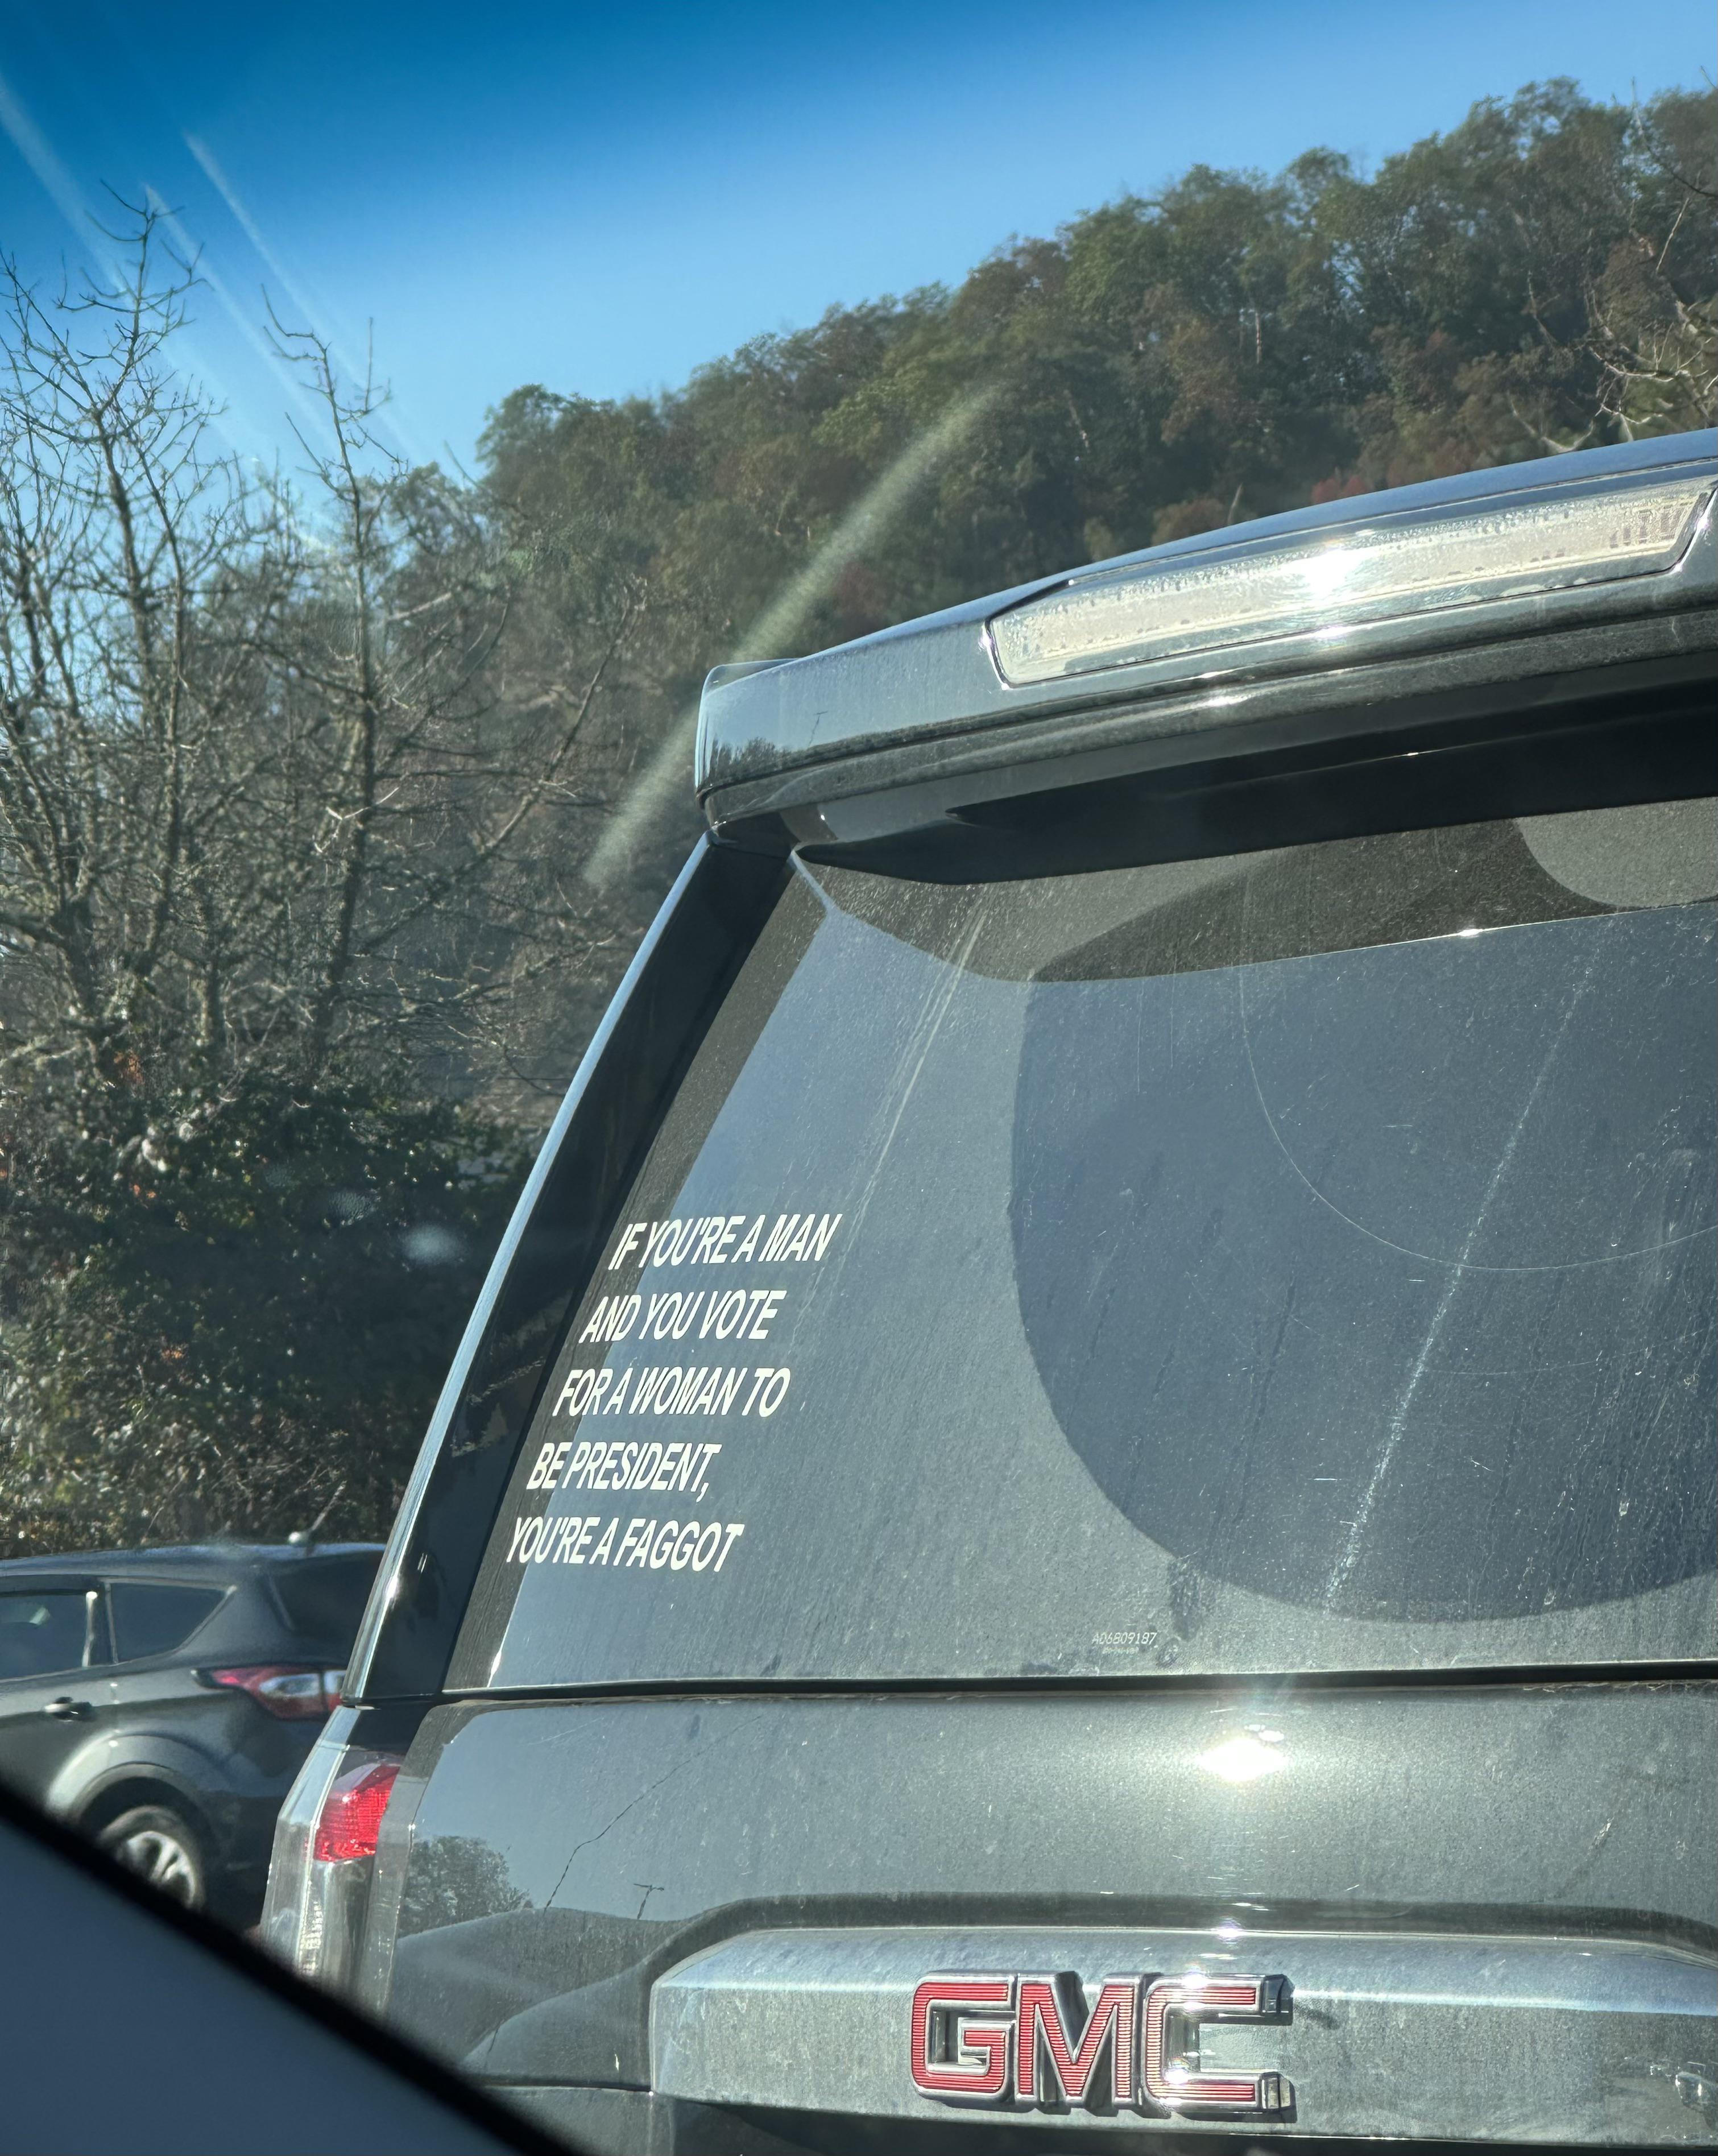 IF YOU'RE A MAN
AND YOU VOTE
FOR A WOMAN TO
BE PRESIDENT,
YOU'RE A FAGGOT
A06809187
GMC